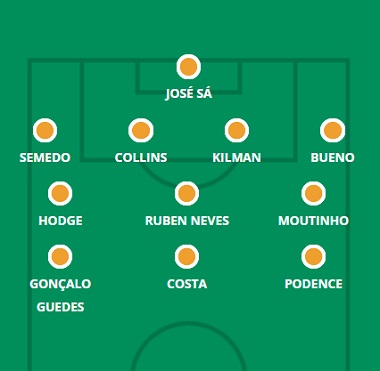 JOSÉ SÁ
SEMEDO COLLINS KILMAN BUENO
HODGE RUBEN NEVES MOUTINHO
GONÇALO COSTA PODENCE
GUEDES